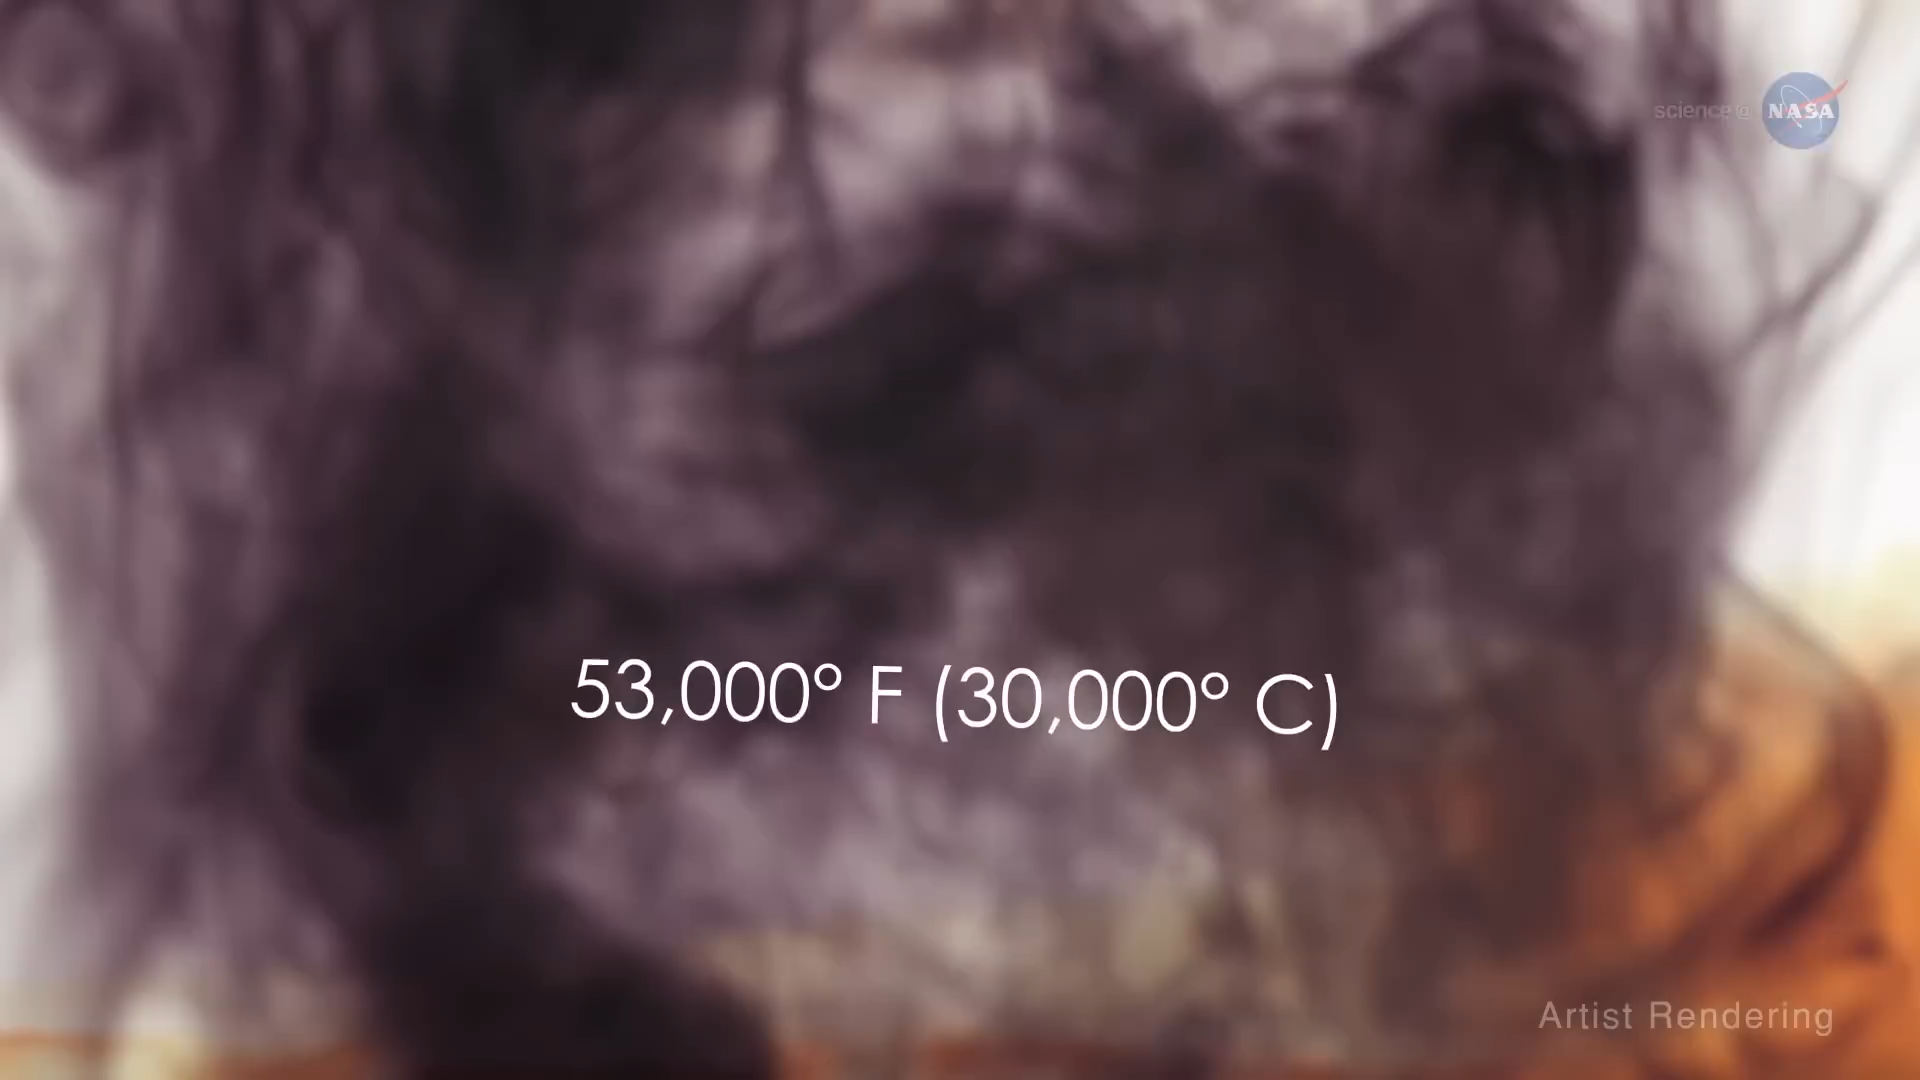 science@
NASA
53,000° F (30,000° C)
Artist Rendering